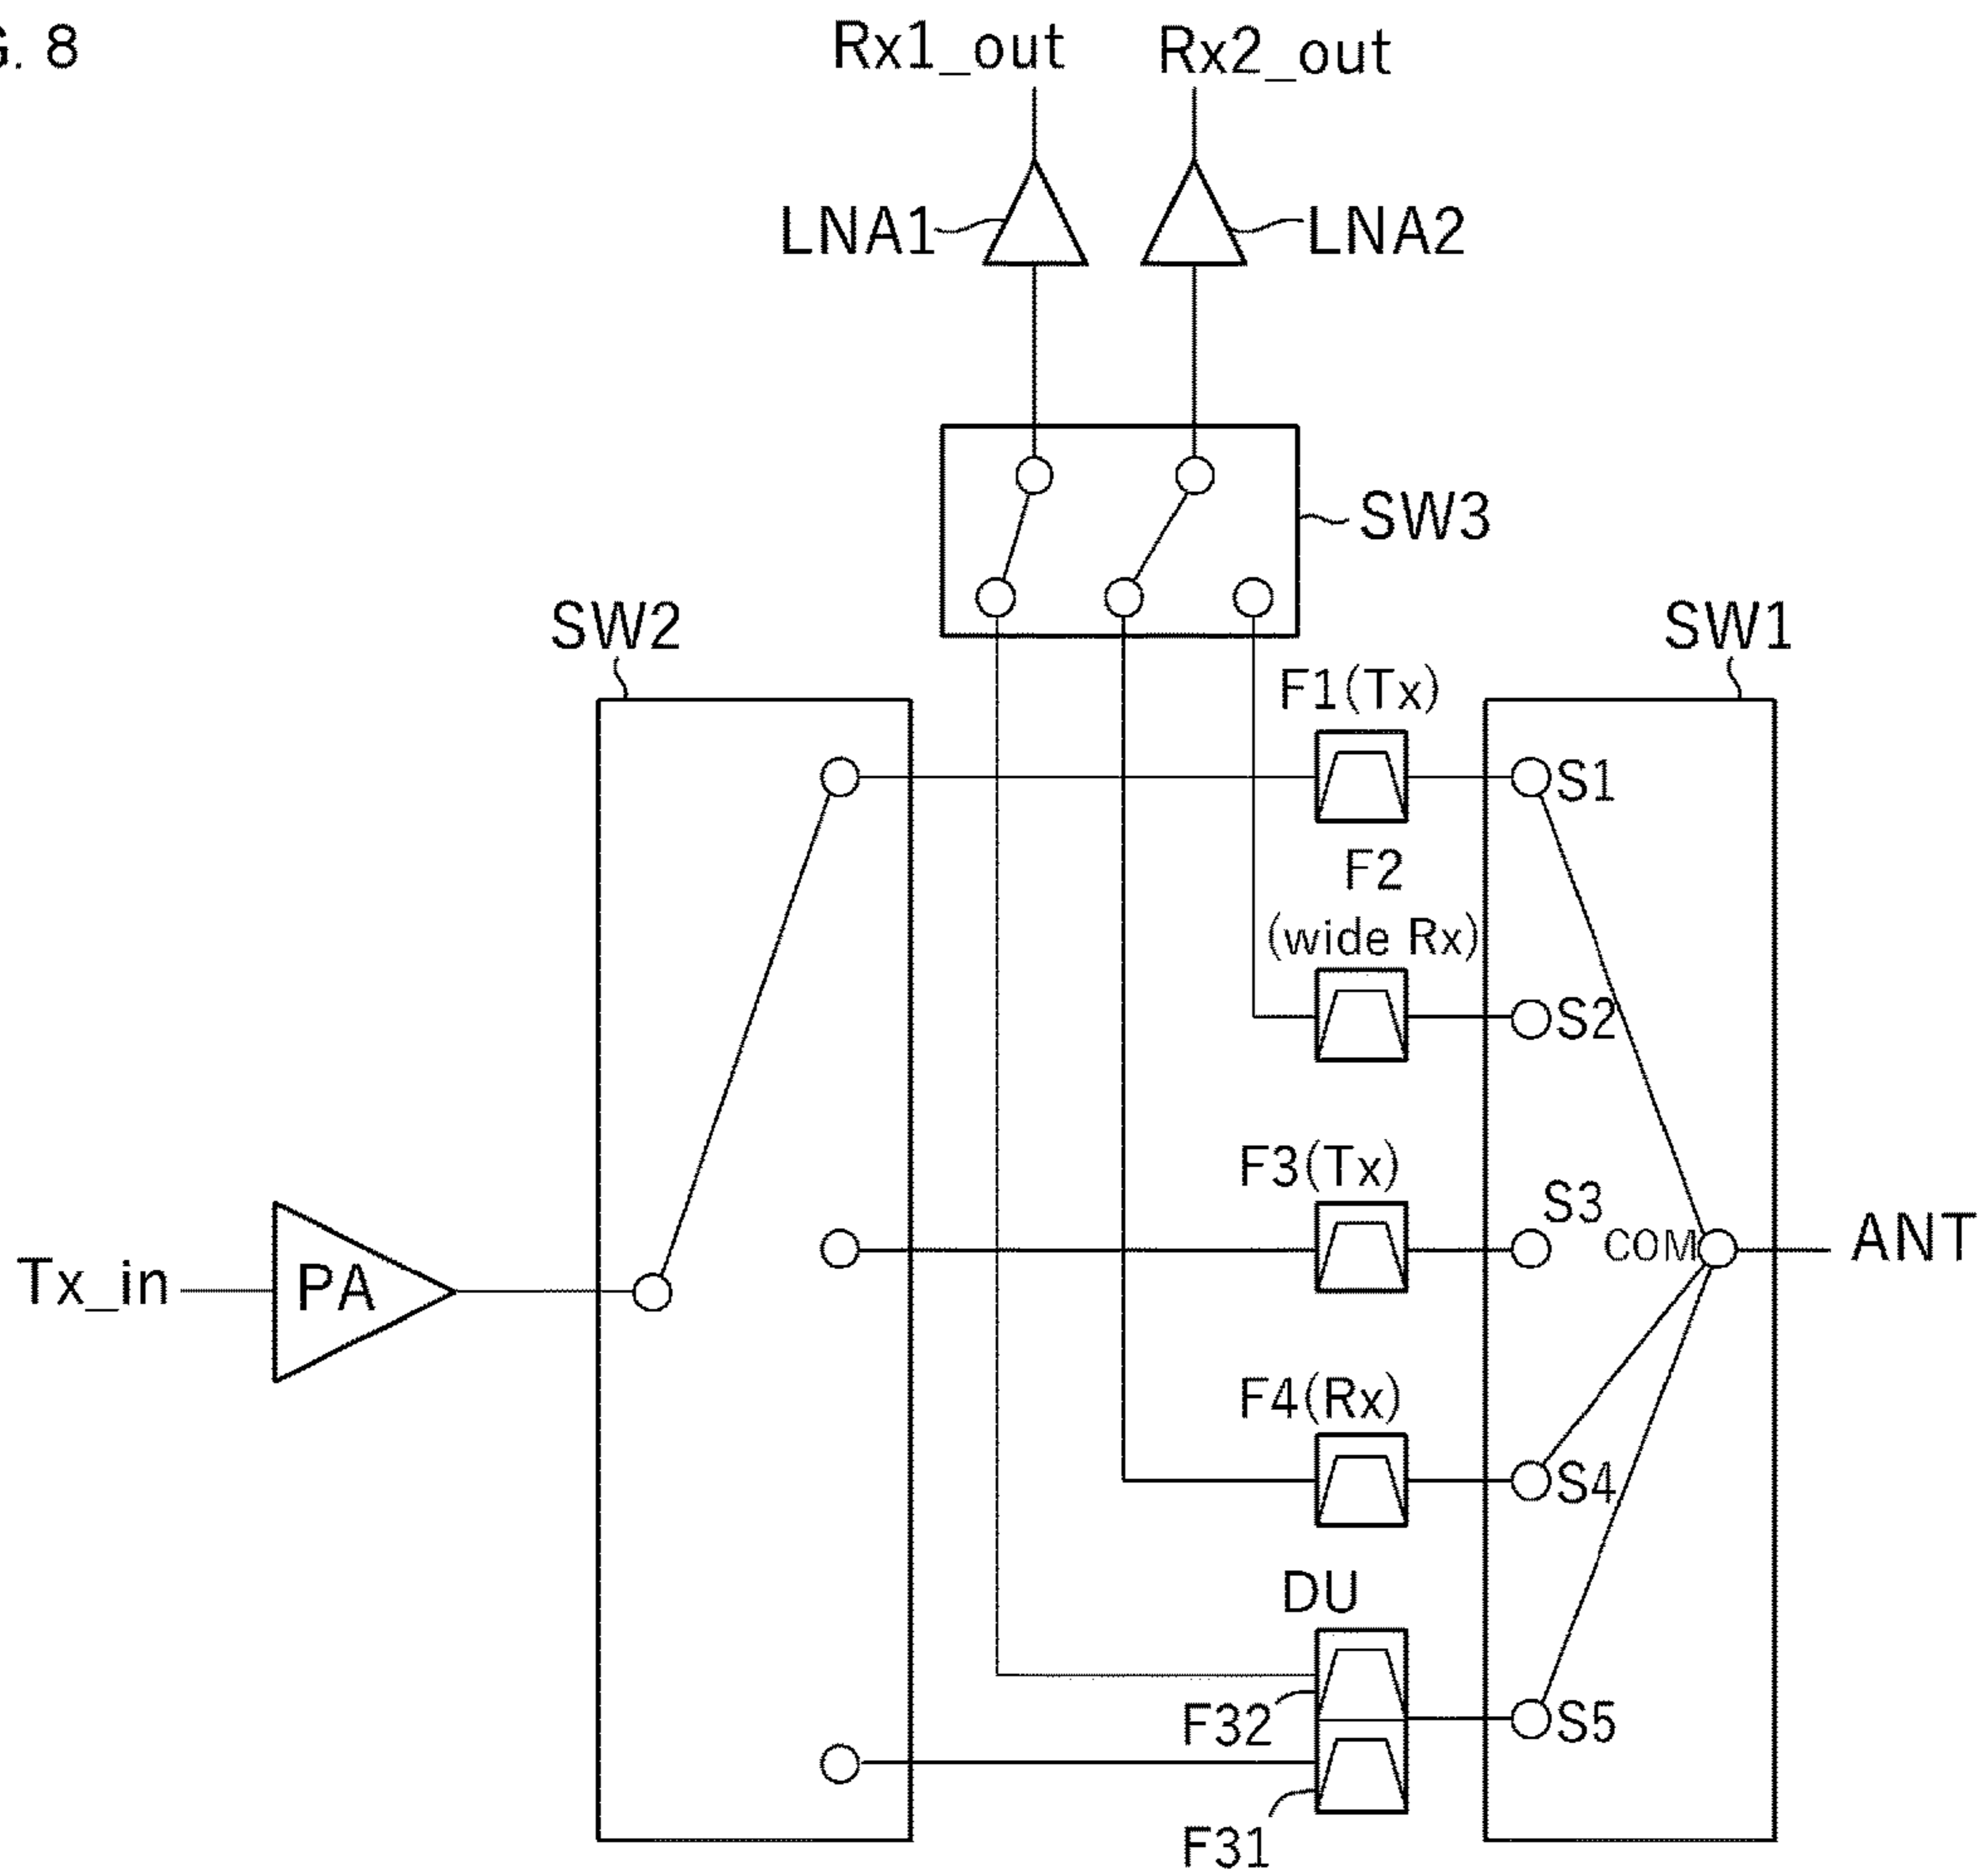 G. 8
Rx1_out
Rx2_out
LNA1
LNA2
SW3
SW2
SW1
F1(Tx)
S1
F2
(wide Rx)
S2
F3(Tx)
S3
COM
ANT
Tx_in
PA
F4(Rx)
S4
DU
F32
S5
F31